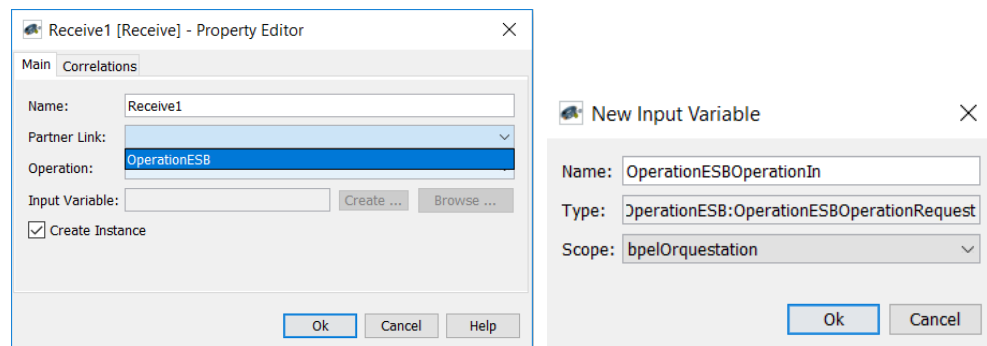 Receive1 [Receive] - Property Editor
Main Correlations
Name: Receive1
Partner Link:
OperationESB
Operation:
Input Variable: Create ... Browse ...
Create Instance
Ok Cancel Help
New Input Variable
Name: OperationESBOperationIn
Type: OperationESB:OperationESBOperationRequest
Scope: bpelOrquestation
Ok Cancel